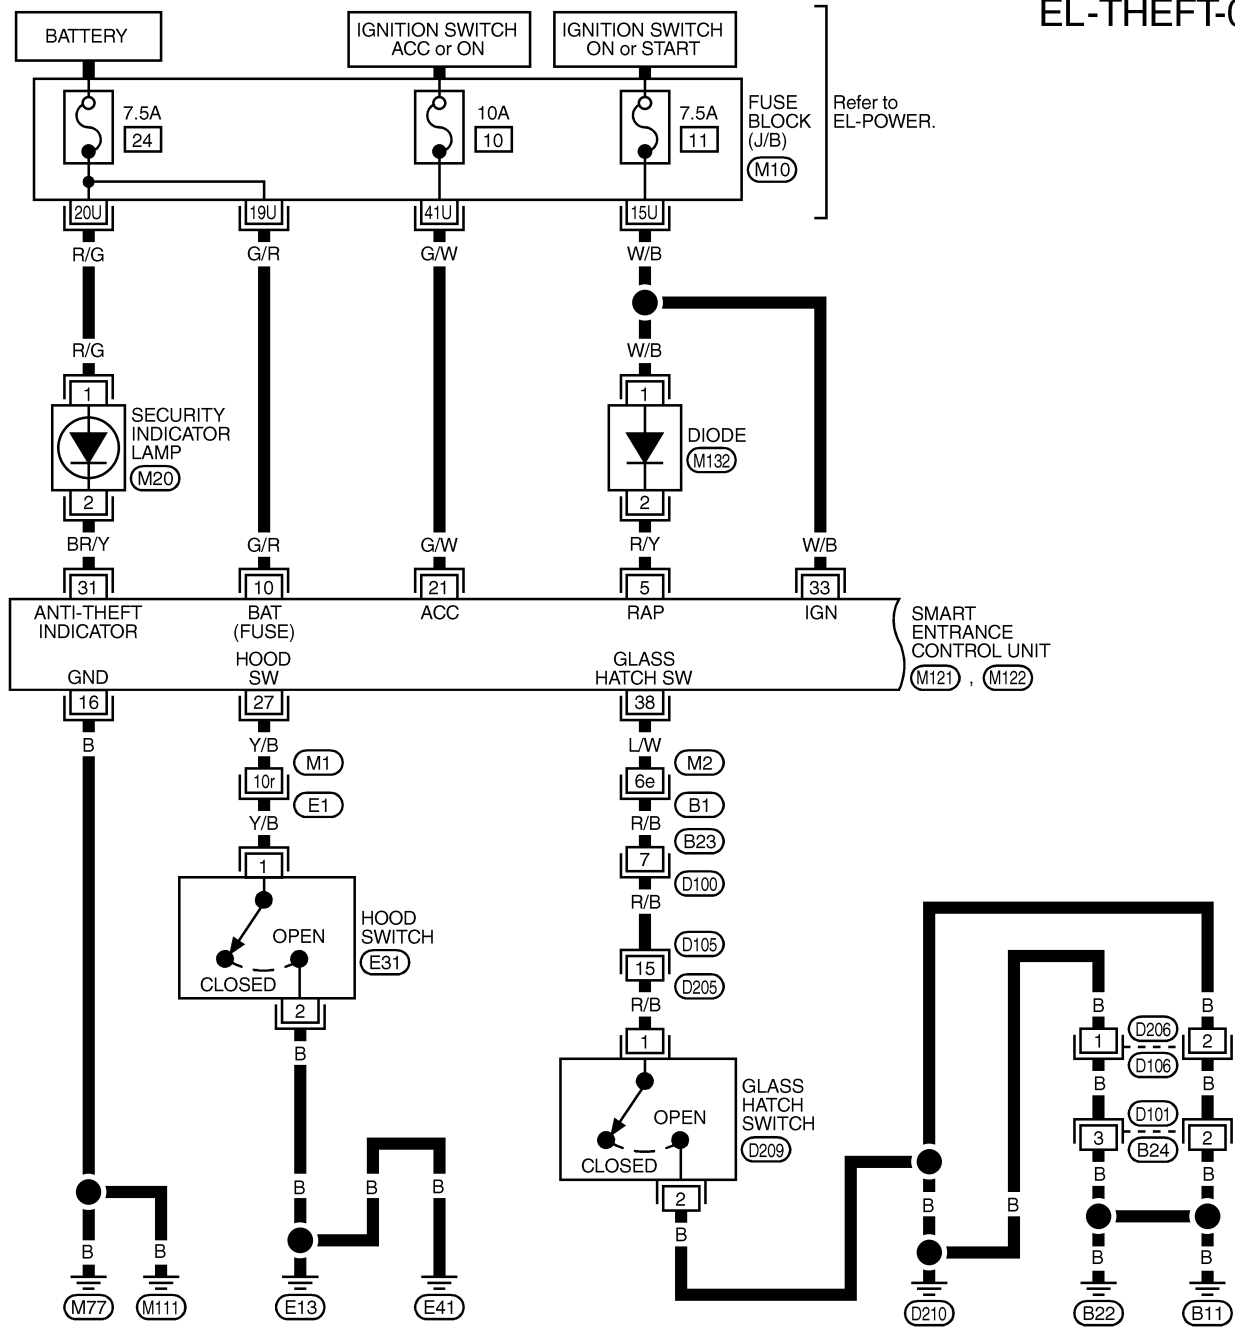 EL-THEFT-0
BATTERY
IGNITION SWITCH
ACC or ON
IGNITION SWITCH
ON or START
7.5A
24
10A
10
7.5A
11
FUSE
BLOCK
(J/B)
M10
Refer to
EL-POWER.
20U
19U
41U
15U
R/G
G/R
G/W
W/B
R/G
W/B
1
1
SECURITY
INDICATOR
LAMP
M20
DIODE
M132
2
2
BR/Y
G/R
G/W
R/Y
W/B
31
10
21
5
33
ANTI-THEFT
INDICATOR
BAT
(FUSE)
ACC
RAP
IGN
SMART
ENTRANCE
CONTROL UNIT
M121 , M122
GND
HOOD
SW
GLASS
HATCH SW
16
27
38
B
Y/B
L/W
10r
M1
E1
6e
M2
B1
Y/B
R/B
1
7
B23
D100
R/B
HOOD
SWITCH
E31
OPEN
CLOSED
2
15
D105
D205
R/B
B
1
GLASS
HATCH
SWITCH
D209
OPEN
CLOSED
2
B
B
B
1
D206
D106
2
B
B
3
D101
B24
2
B
B
B
B
B
B
B
B
B
B
B
B
M77
M111
E13
E41
D210
B22
B11